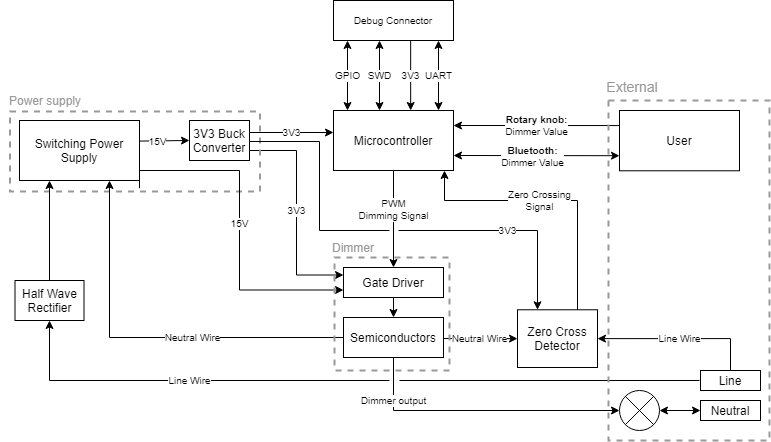 Debug Connector
GPIO
SWD
3V3
UART
External
Power supply
Switching Power
Supply
15V
3V3 Buck
Converter
3V3
Microcontroller
Rotary knob:
Dimmer Value
Bluetooth:
Dimmer Value
User
PWM
Dimming Signal
Zero Crossing
Signal
3V3
15V
3V3
Dimmer
Gate Driver
Half Wave
Rectifier
Semiconductors
Zero Cross
Detector
Neutral Wire
Neutral Wire
Line Wire
Line Wire
Line
Dimmer output
Neutral